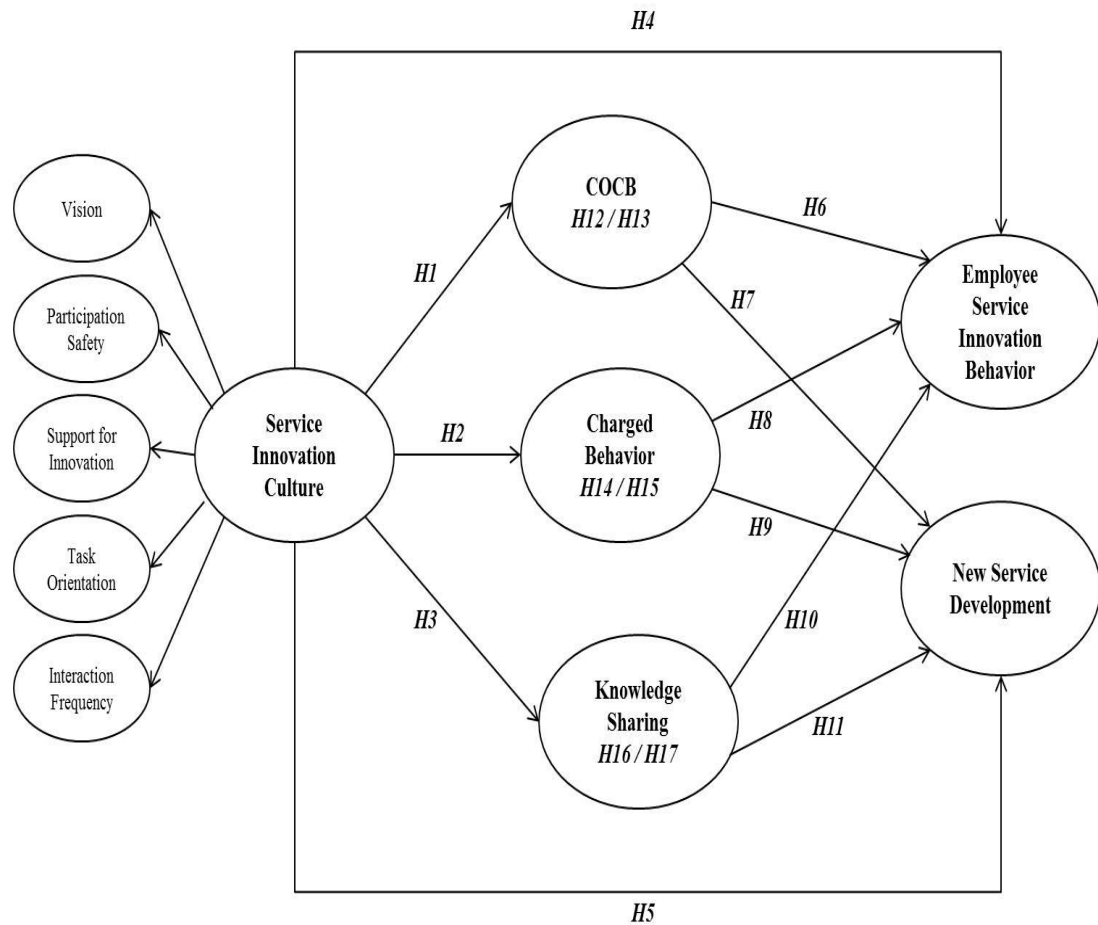 H4
Vision
Participation
Safety
Support for
Innovation
Task
Orientation
Interaction
Frequency
Service
Innovation
Culture
H1
H2
H3
COCB
H12 / H13
Charged
Behavior
H14 / H15
Knowledge
Sharing
H16 / H17
H6
H7
H8
H9
H10
H11
Employee
Service
Innovation
Behavior
New Service
Development
H5